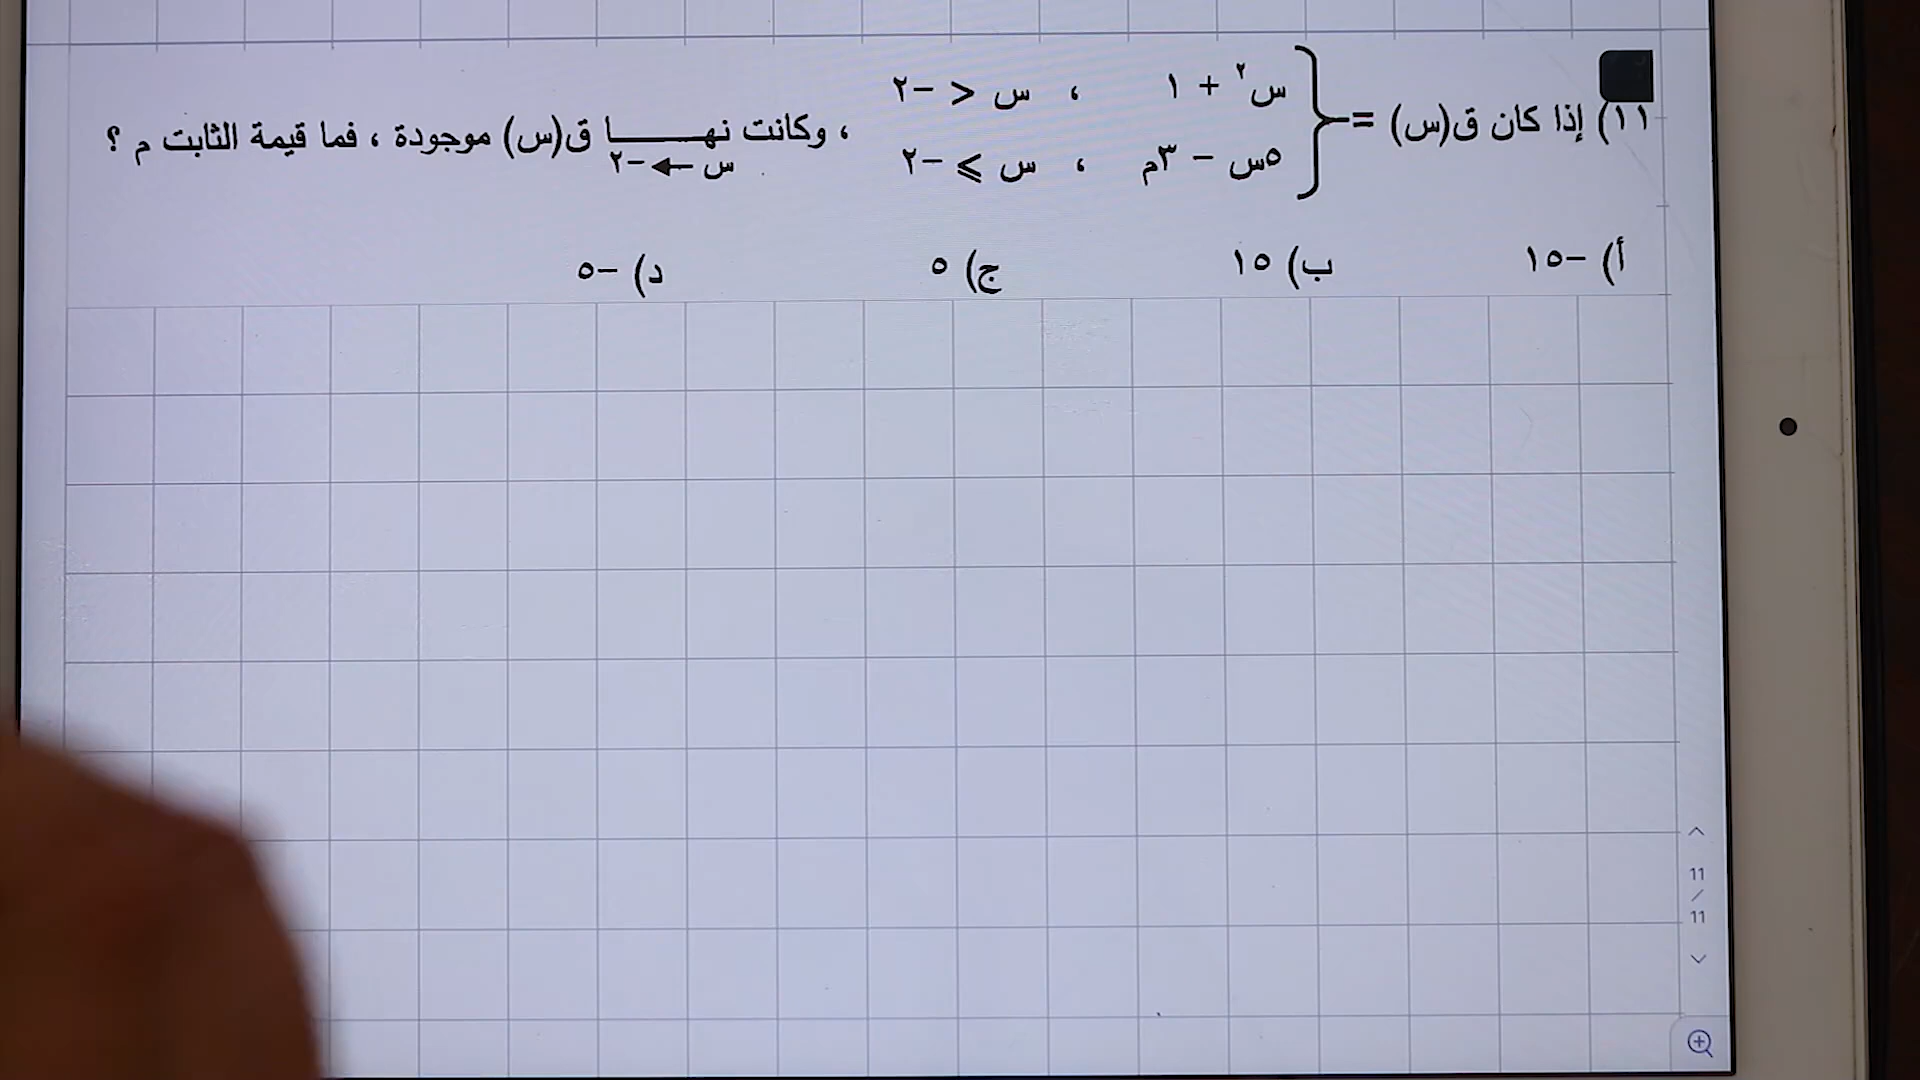 ١١) إذا كان ق(س) = { س٢ + ١ ، س > -٢
٥س - ٣م ، س ⩽ -٢
، وكانت نهــــا ق(س) موجودة ، فما قيمة الثابت م ؟
س ← -٢
أ) -١٥ ب) ١٥ ج) ٥ د) -٥
11
/
11